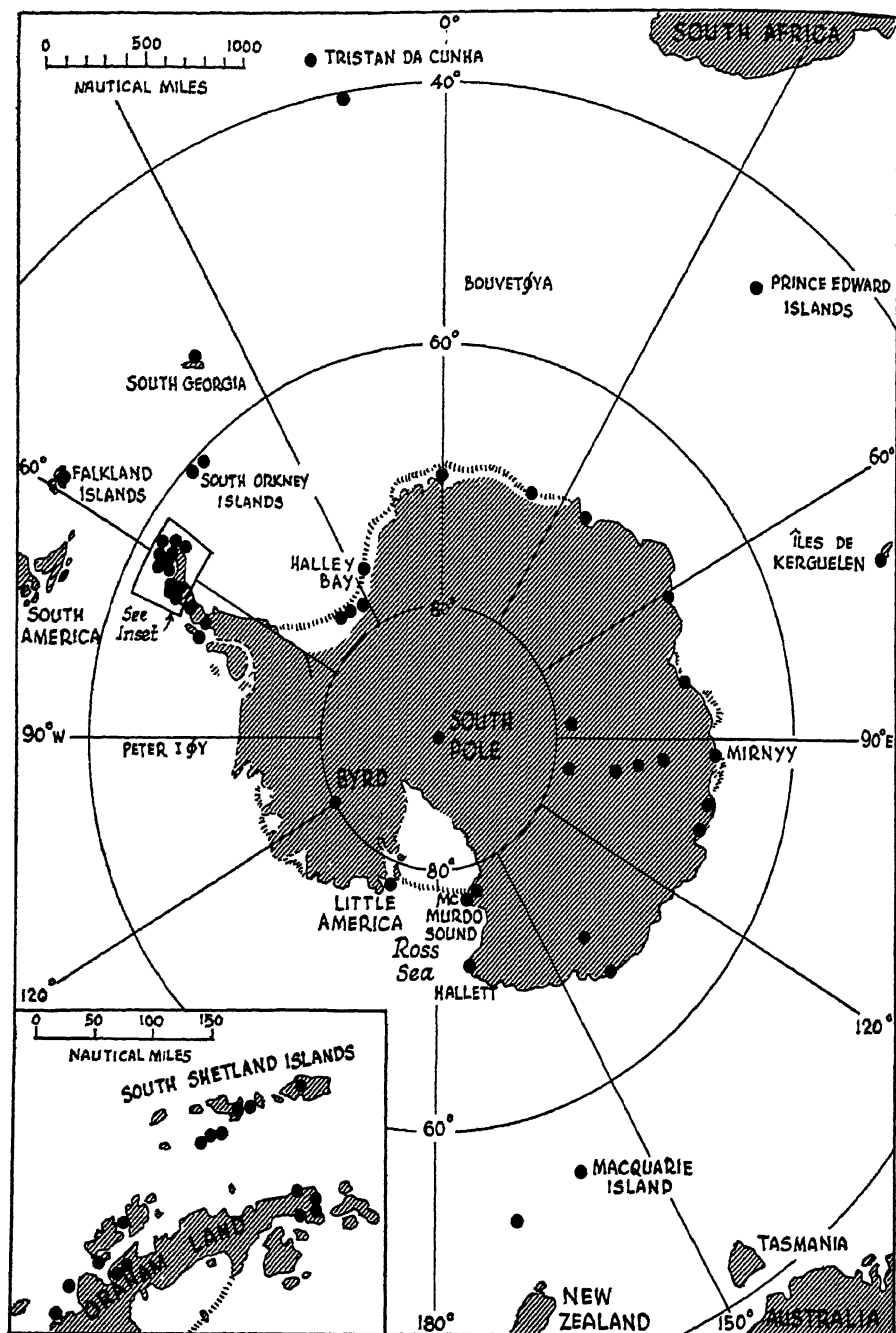 0°
SOUTH AFRICA
0 500 1000
NAUTICAL MILES
TRISTAN DA CUNHA
40°
BOUVETØYA
PRINCE EDWARD
ISLANDS
60°
SOUTH GEORGIA
60°
FALKLAND
ISLANDS
SOUTH ORKNEY
ISLANDS
60°
ÎLES DE
KERGUELEN
HALLEY
BAY
80°
SOUTH
AMERICA
See
Inset
SOUTH
POLE
90°W
PETER I ØY
90°E
MIRNYY
BYRD
80°
LITTLE
AMERICA
MC
MURDO
SOUND
Ross
Sea
HALLETT
120°
120°
0 50 100 150
NAUTICAL MILES
SOUTH SHETLAND ISLANDS
GRAHAM LAND
60°
MACQUARIE
ISLAND
TASMANIA
NEW
ZEALAND
180°
150°
AUSTRALIA